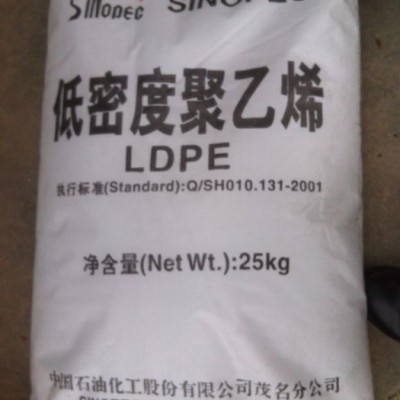 Sinopec SINOPEC
低密度聚乙烯
LDPE
执行标准(Standard):Q/SH010.131-2001
净含量(Net Wt.):25kg
中国石油化工股份有限公司茂名分公司